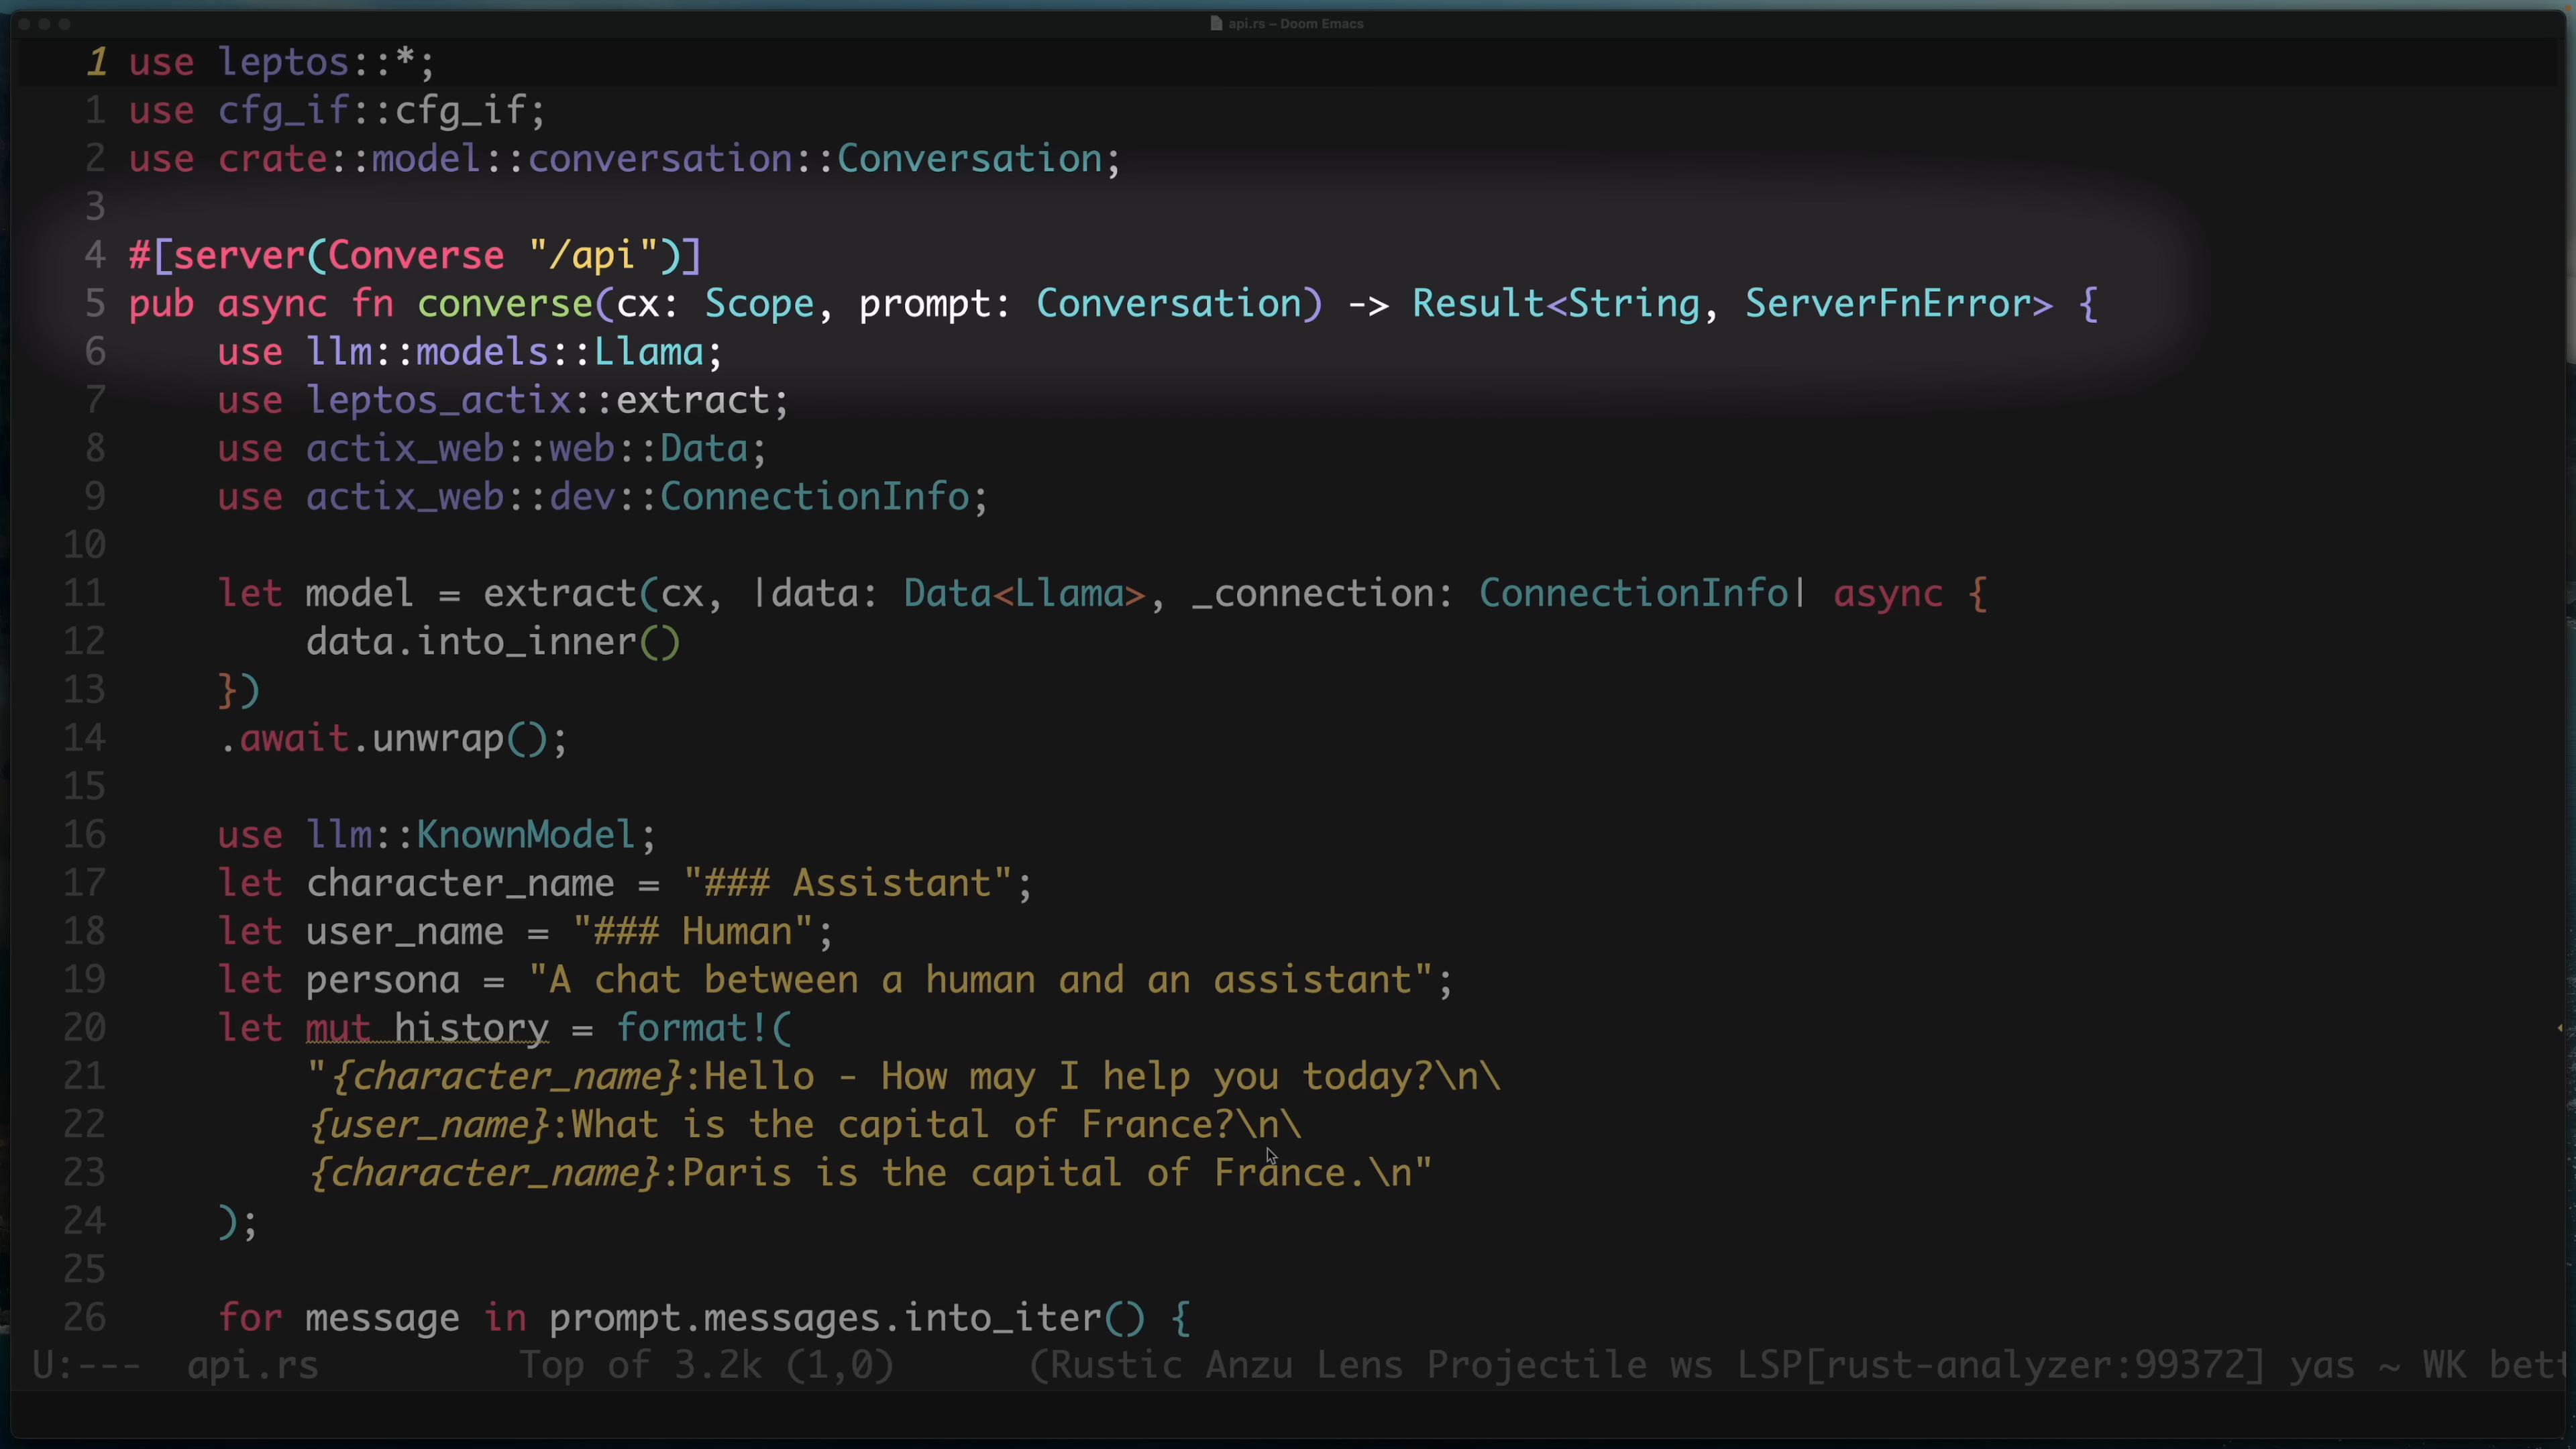 api.rs – Doom Emacs
1 use leptos::*;
1 use cfg_if::cfg_if;
2 use crate::model::conversation::Conversation;
3
4 #[server(Converse "/api")]
5 pub async fn converse(cx: Scope, prompt: Conversation) -> Result<String, ServerFnError> {
6     use llm::models::Llama;
7     use leptos_actix::extract;
8     use actix_web::web::Data;
9     use actix_web::dev::ConnectionInfo;
10
11     let model = extract(cx, |data: Data<Llama>, _connection: ConnectionInfo| async {
12         data.into_inner()
13     })
14     .await.unwrap();
15
16     use llm::KnownModel;
17     let character_name = "### Assistant";
18     let user_name = "### Human";
19     let persona = "A chat between a human and an assistant";
20     let mut history = format!(
21         "{character_name}:Hello - How may I help you today?\n\
22         {user_name}:What is the capital of France?\n\
23         {character_name}:Paris is the capital of France.\n"
24     );
25
26     for message in prompt.messages.into_iter() {
U:--- api.rs Top of 3.2k (1,0) (Rustic Anzu Lens Projectile ws LSP[rust-analyzer:99372] yas ~ WK bett